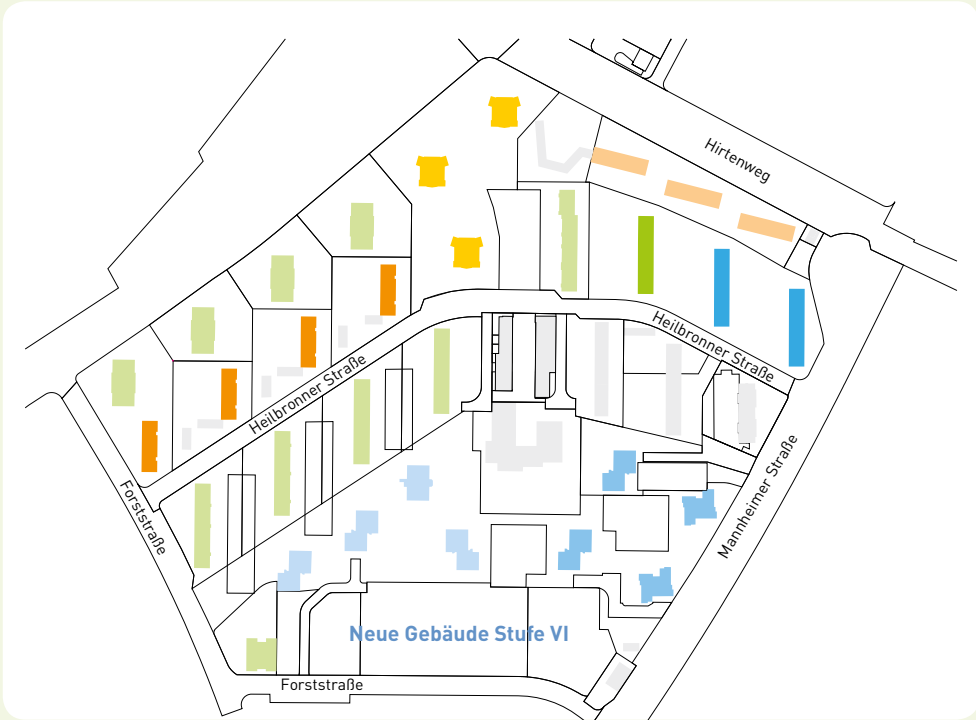 Hirtenweg
Heilbronner Straße
Heilbronner Straße
Mannheimer Straße
Forststraße
Neue Gebäude Stufe VI
Forststraße